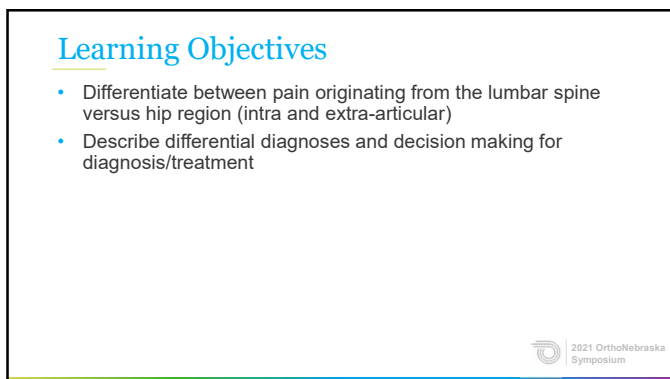 Learning Objectives
• Differentiate between pain originating from the lumbar spine
versus hip region (intra and extra-articular)
• Describe differential diagnoses and decision making for
diagnosis/treatment
2021 OrthoNebraska
Symposium